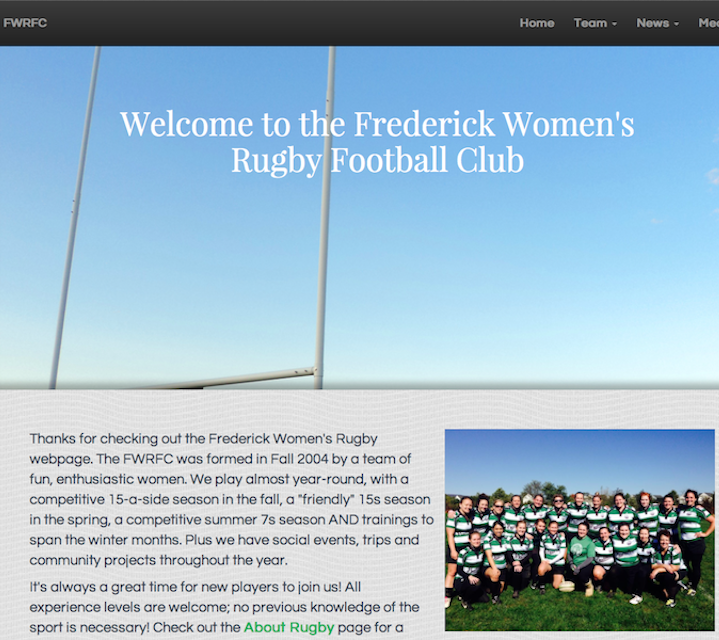 FWRFC
Home Team News
Welcome to the Frederick Women's
Rugby Football Club
Thanks for checking out the Frederick Women's Rugby
webpage. The FWRFC was formed in Fall 2004 by a team of
fun, enthusiastic women. We play almost year-round, with a
competitive 15-a-side season in the fall, a "friendly" 15s season
in the spring, a competitive summer 7s season AND trainings to
span the winter months. Plus we have social events, trips and
community projects throughout the year.
It's always a great time for new players to join us! All
experience levels are welcome; no previous knowledge of the
sport is necessary! Check out the About Rugby page for a